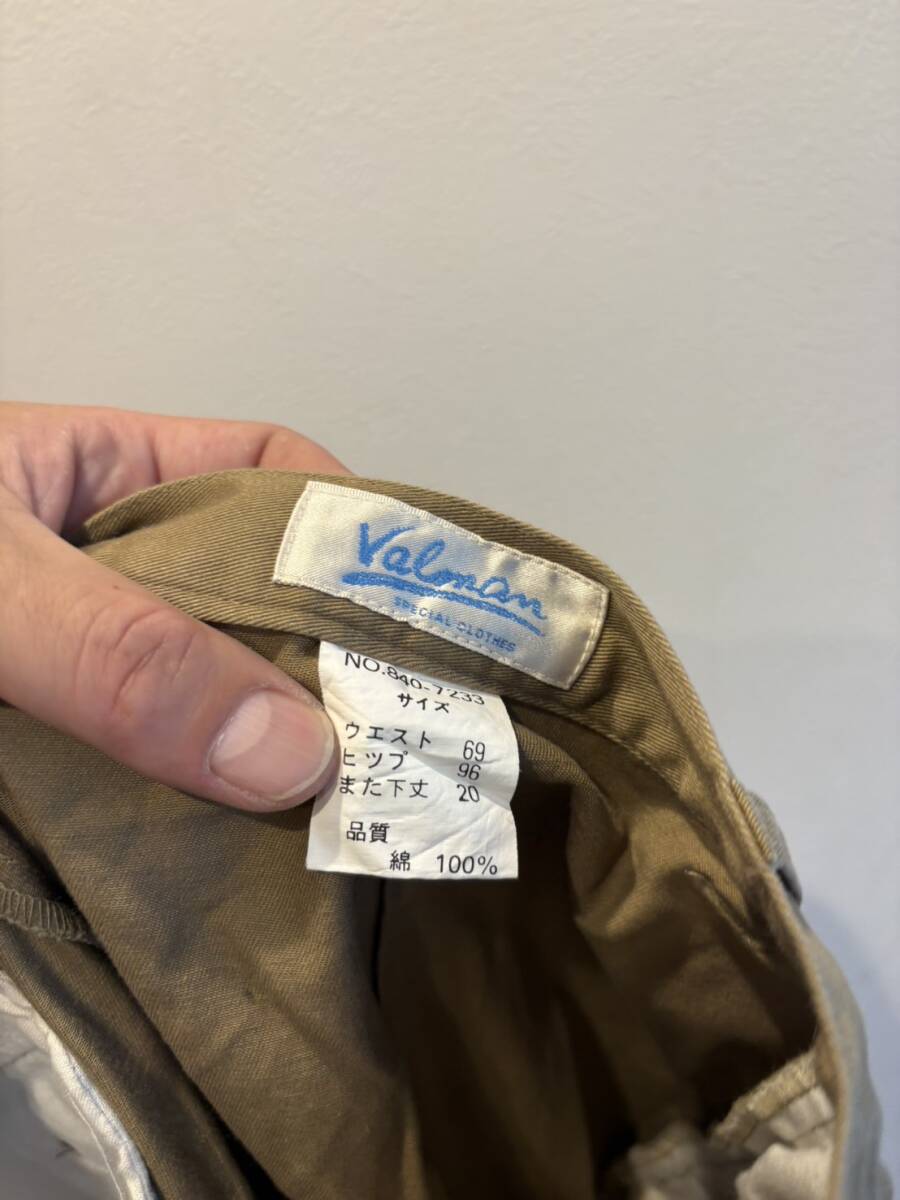 Valman
SPECIAL CLOTHES
NO.840-7233
サイズ
ウエスト 69
ヒップ 96
また下丈 20
品質
綿 100%